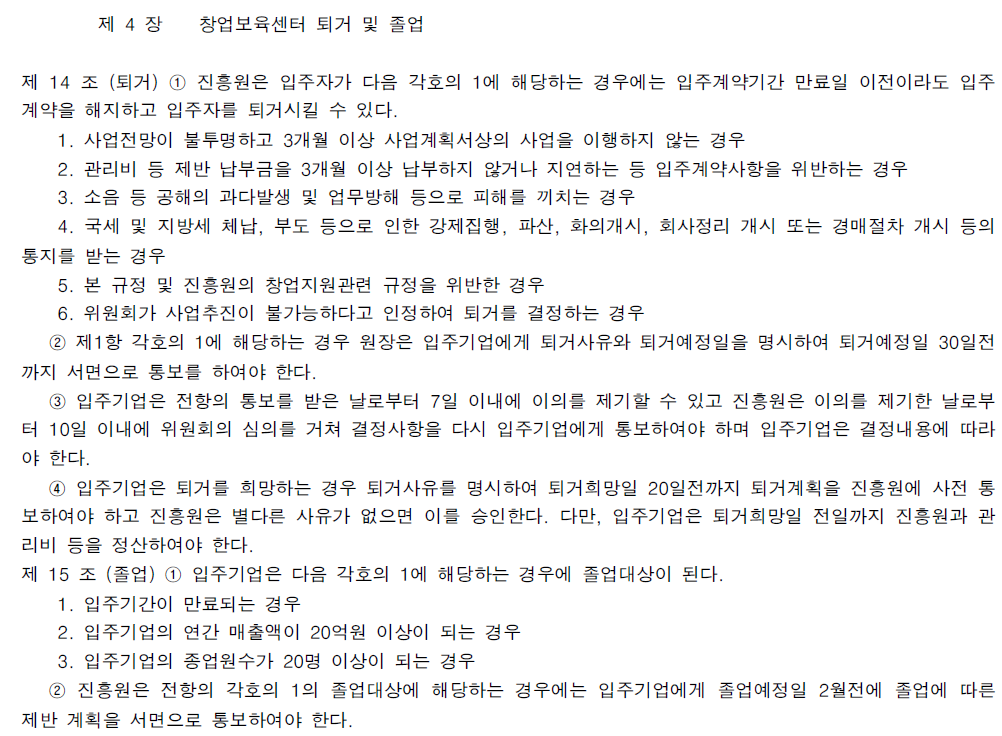 제 4 장 창업보육센터 퇴거 및 졸업
제 14 조 (퇴거) ① 진흥원은 입주자가 다음 각호의 1에 해당하는 경우에는 입주계약기간 만료일 이전이라도 입주
계약을 해지하고 입주자를 퇴거시킬 수 있다.
1. 사업전망이 불투명하고 3개월 이상 사업계획서상의 사업을 이행하지 않는 경우
2. 관리비 등 제반 납부금을 3개월 이상 납부하지 않거나 지연하는 등 입주계약사항을 위반하는 경우
3. 소음 등 공해의 과다발생 및 업무방해 등으로 피해를 끼치는 경우
4. 국세 및 지방세 체납, 부도 등으로 인한 강제집행, 파산, 화의개시, 회사정리 개시 또는 경매절차 개시 등의
통지를 받는 경우
5. 본 규정 및 진흥원의 창업지원관련 규정을 위반한 경우
6. 위원회가 사업추진이 불가능하다고 인정하여 퇴거를 결정하는 경우
② 제1항 각호의 1에 해당하는 경우 원장은 입주기업에게 퇴거사유와 퇴거예정일을 명시하여 퇴거예정일 30일전
까지 서면으로 통보를 하여야 한다.
③ 입주기업은 전항의 통보를 받은 날로부터 7일 이내에 이의를 제기할 수 있고 진흥원은 이의를 제기한 날로부
터 10일 이내에 위원회의 심의를 거쳐 결정사항을 다시 입주기업에게 통보하여야 하며 입주기업은 결정내용에 따라
야 한다.
④ 입주기업은 퇴거를 희망하는 경우 퇴거사유를 명시하여 퇴거희망일 20일전까지 퇴거계획을 진흥원에 사전 통
보하여야 하고 진흥원은 별다른 사유가 없으면 이를 승인한다. 다만, 입주기업은 퇴거희망일 전일까지 진흥원과 관
리비 등을 정산하여야 한다.
제 15 조 (졸업) ① 입주기업은 다음 각호의 1에 해당하는 경우에 졸업대상이 된다.
1. 입주기간이 만료되는 경우
2. 입주기업의 연간 매출액이 20억원 이상이 되는 경우
3. 입주기업의 종업원수가 20명 이상이 되는 경우
② 진흥원은 전항의 각호의 1의 졸업대상에 해당하는 경우에는 입주기업에게 졸업예정일 2월전에 졸업에 따른
제반 계획을 서면으로 통보하여야 한다.